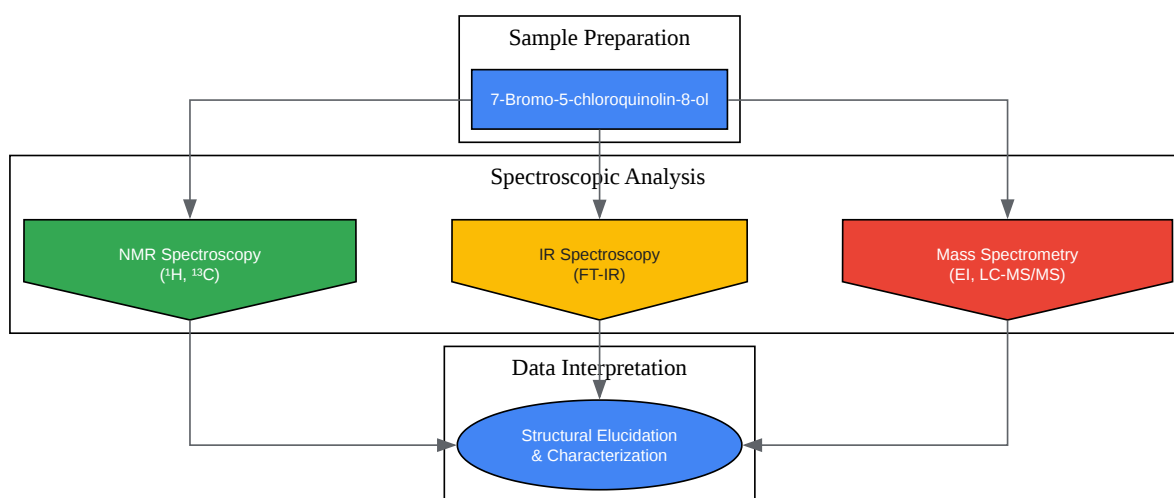 Sample Preparation
7-Bromo-5-chloroquinolin-8-ol
Spectroscopic Analysis
NMR Spectroscopy
(¹H, ¹³C)
IR Spectroscopy
(FT-IR)
Mass Spectrometry
(EI, LC-MS/MS)
Data Interpretation
Structural Elucidation
& Characterization